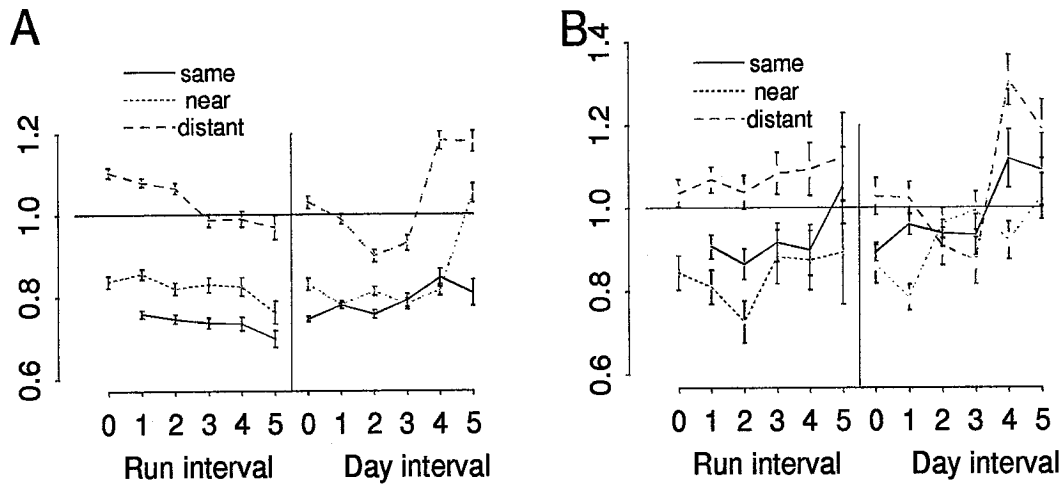 A
same
near
distant
1.2
1.0
0.8
0.6
0 1 2 3 4 5
0 1 2 3 4 5
Run interval
Day interval
B
same
near
distant
1.4
1.2
1.0
0.8
0.6
0 1 2 3 4 5
0 1 2 3 4 5
Run interval
Day interval